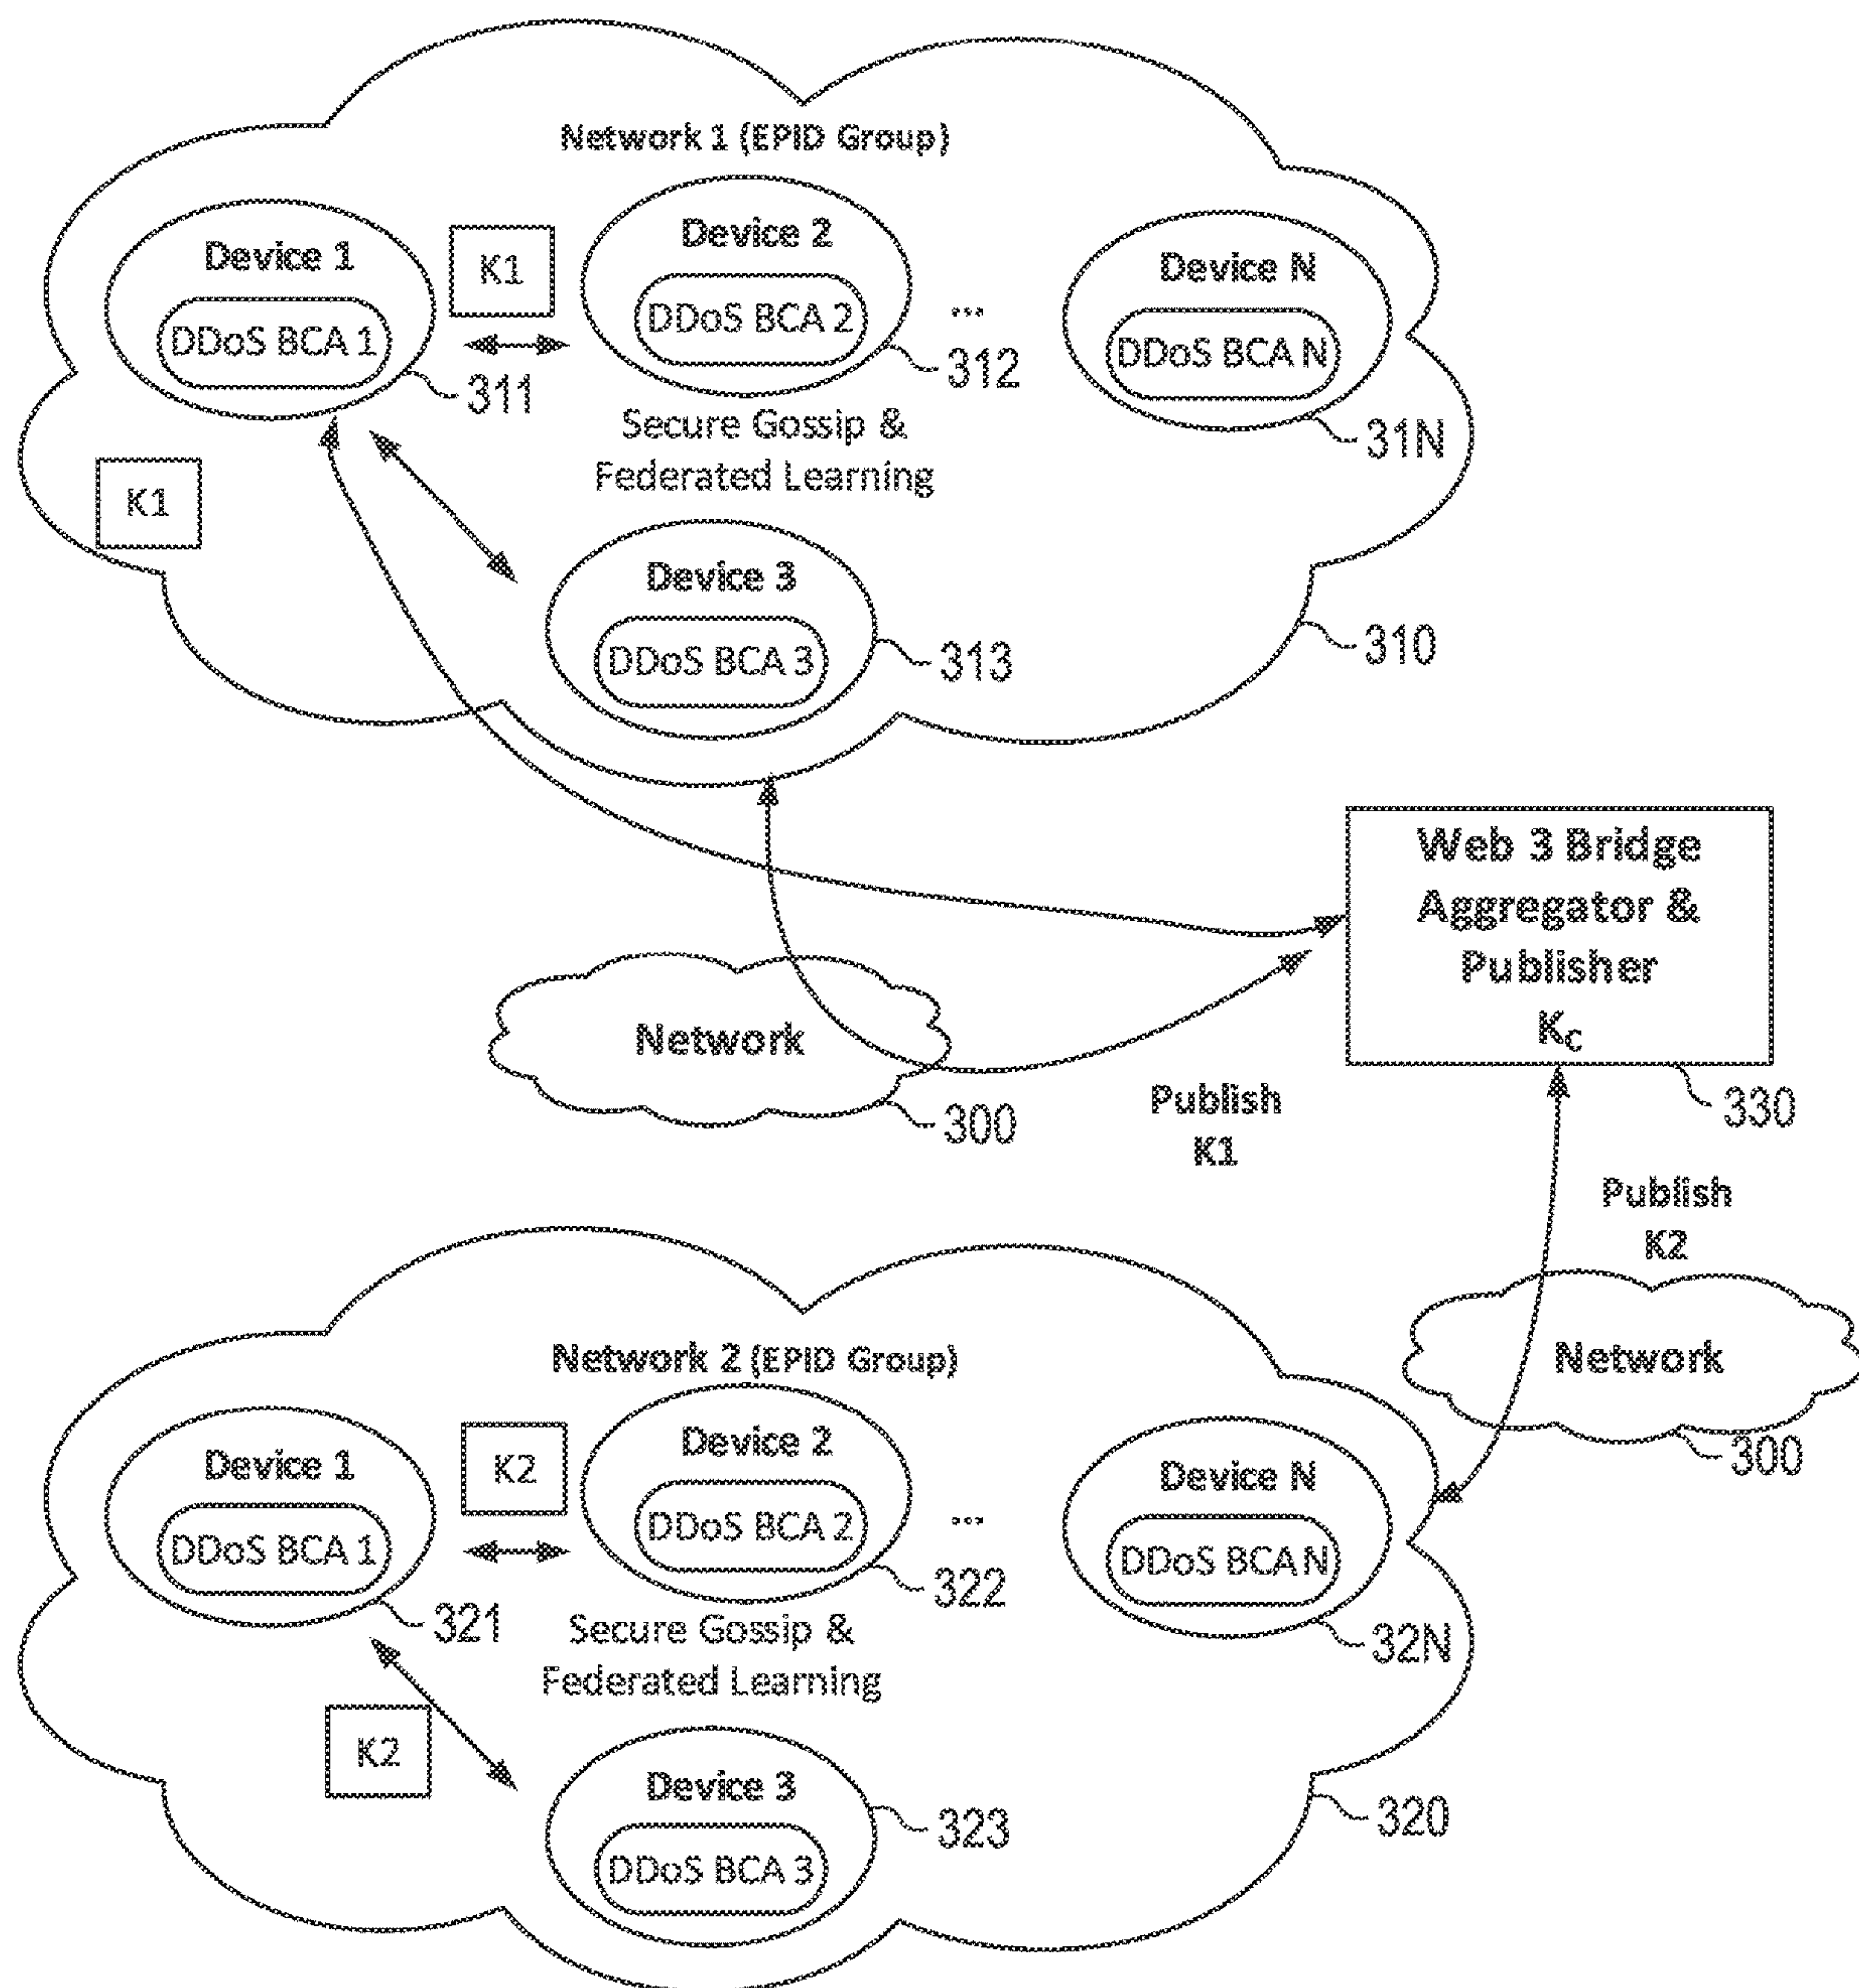 Network 1 (EPID Group)
Device 1
DDoS BCA 1
311
K1
Device 2
DDoS BCA 2
312
...
Device N
DDoS BCA N
31N
Secure Gossip &
Federated Learning
K1
Device 3
DDoS BCA 3
313
310
Web 3 Bridge
Aggregator &
Publisher
Kc
330
Network
300
Publish
K1
Publish
K2
Network
300
Network 2 (EPID Group)
Device 1
DDoS BCA 1
321
K2
Device 2
DDoS BCA 2
322
...
Device N
DDoS BCA N
32N
Secure Gossip &
Federated Learning
K2
Device 3
DDoS BCA 3
323
320